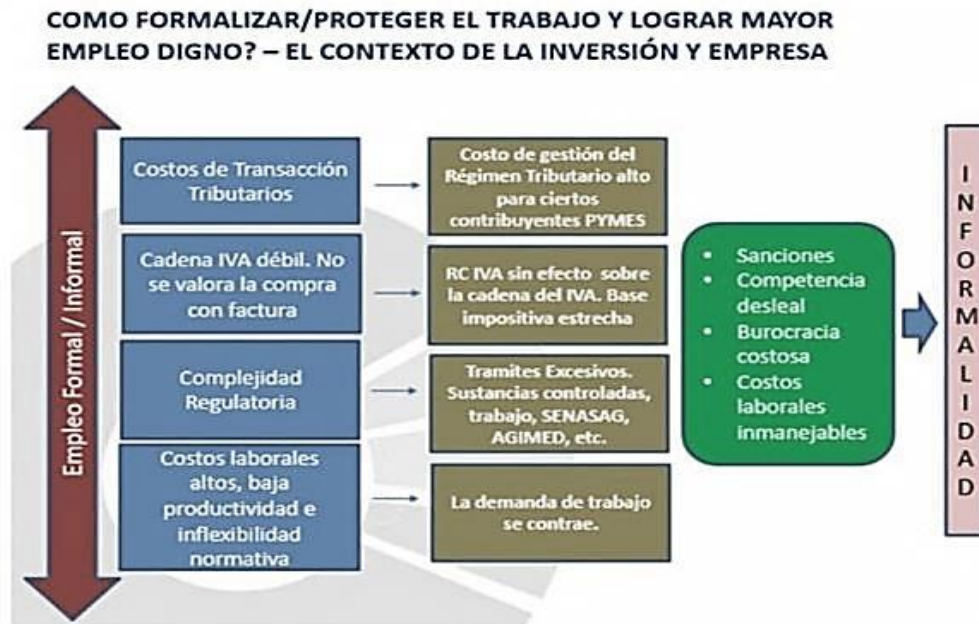 COMO FORMALIZAR/PROTEGER EL TRABAJO Y LOGRAR MAYOR
EMPLEO DIGNO? – EL CONTEXTO DE LA INVERSIÓN Y EMPRESA
Empleo Formal / Informal
Costos de Transacción
Tributarios
Costo de gestión del
Régimen Tributario alto
para ciertos
contribuyentes PYMES
Cadena IVA débil. No
se valora la compra
con factura
RC IVA sin efecto sobre
la cadena del IVA. Base
impositiva estrecha
Complejidad
Regulatoria
Tramites Excesivos.
Sustancias controladas,
trabajo, SENASAG,
AGIMED, etc.
Costos laborales
altos, baja
productividad e
inflexibilidad
normativa
La demanda de trabajo
se contrae.
• Sanciones
• Competencia
desleal
• Burocracia
costosa
• Costos
laborales
inmanejables
INFORMALIDAD